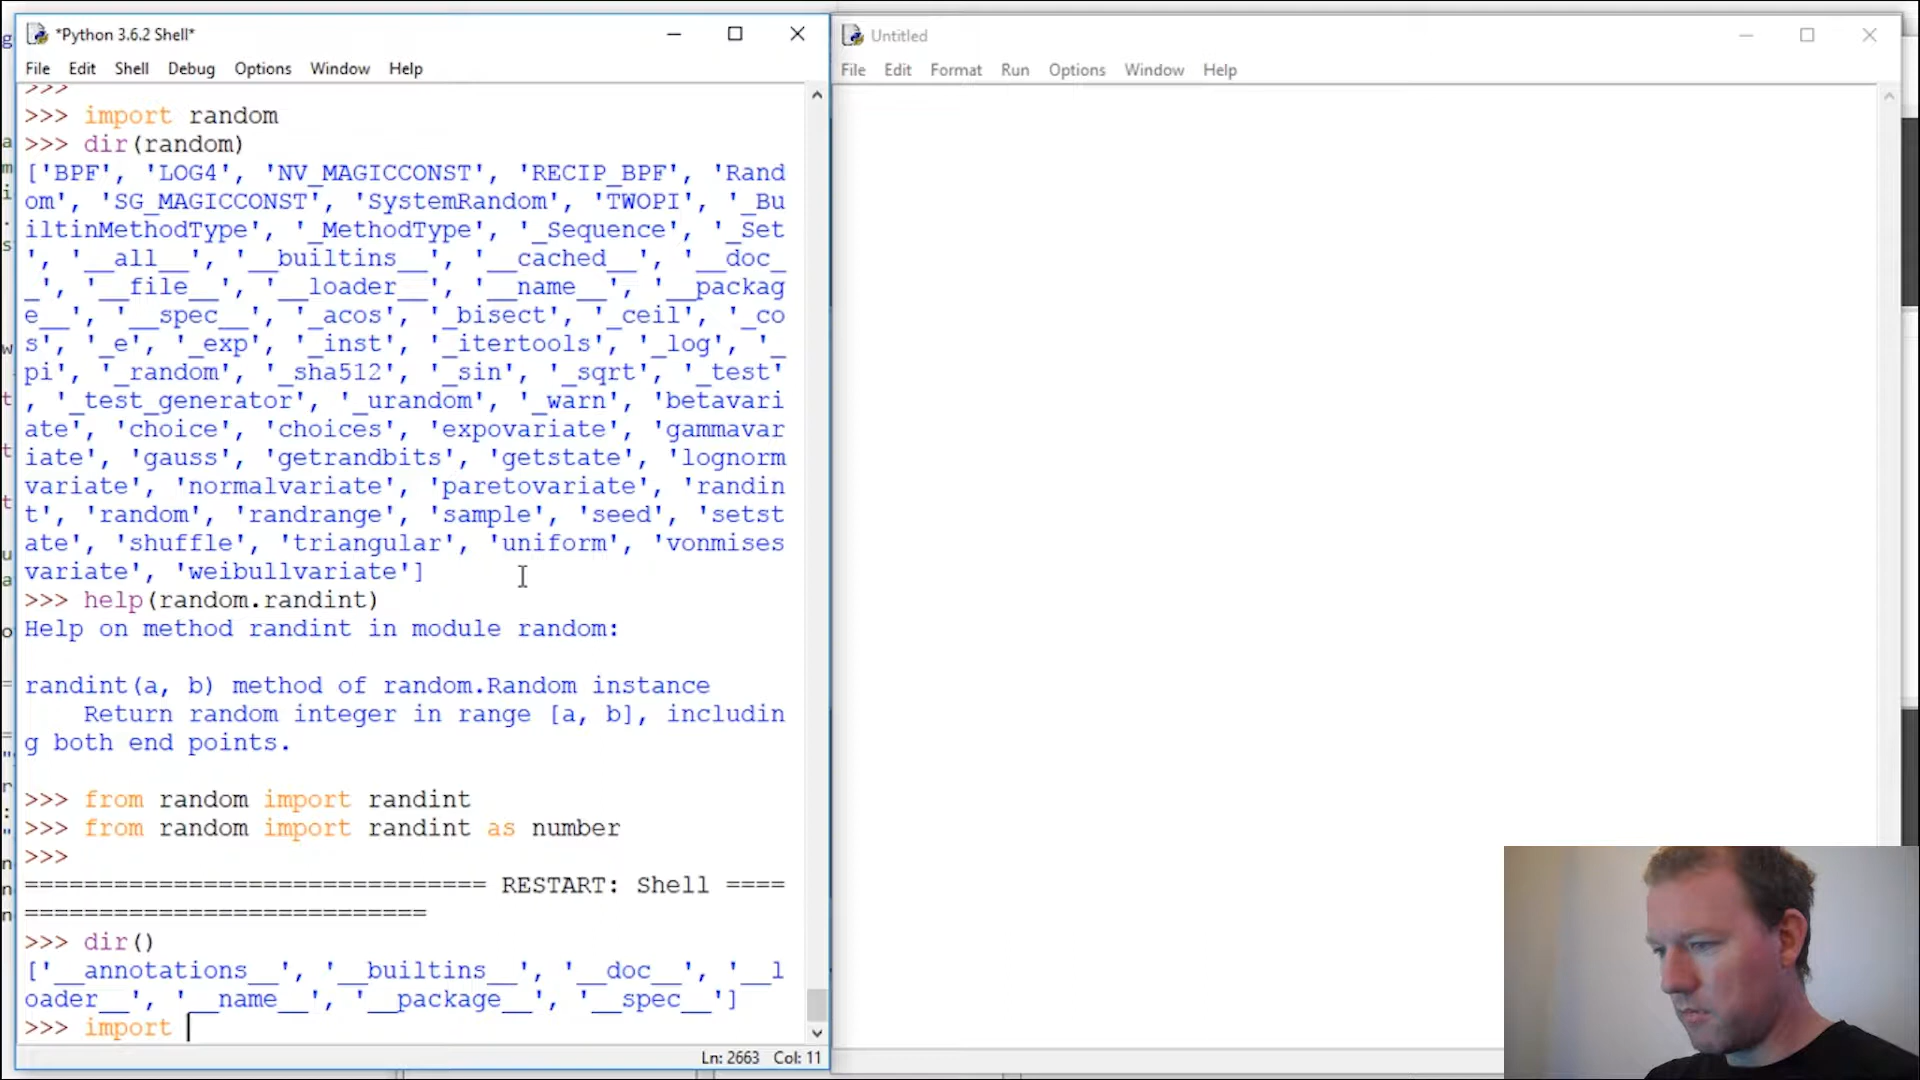 *Python 3.6.2 Shell*
File Edit Shell Debug Options Window Help
>>>
>>> import random
>>> dir(random)
['BPF', 'LOG4', 'NV_MAGICCONST', 'RECIP_BPF', 'Rand
om', 'SG_MAGICCONST', 'SystemRandom', 'TWOPI', '_Bu
iltinMethodType', '_MethodType', '_Sequence', '_Set
', '__all__', '__builtins__', '__cached__', '__doc_
_', '__file__', '__loader__', '__name__', '__packag
e__', '__spec__', '_acos', '_bisect', '_ceil', '_co
s', '_e', '_exp', '_inst', '_itertools', '_log', '_
pi', '_random', '_sha512', '_sin', '_sqrt', '_test'
, '_test_generator', '_urandom', '_warn', 'betavari
ate', 'choice', 'choices', 'expovariate', 'gammavar
iate', 'gauss', 'getrandbits', 'getstate', 'lognorm
variate', 'normalvariate', 'paretovariate', 'randin
t', 'random', 'randrange', 'sample', 'seed', 'setst
ate', 'shuffle', 'triangular', 'uniform', 'vonmises
variate', 'weibullvariate']
>>> help(random.randint)
Help on method randint in module random:
randint(a, b) method of random.Random instance
Return random integer in range [a, b], includin
g both end points.
>>> from random import randint
>>> from random import randint as number
>>>
=============================== RESTART: Shell ====
===========================
>>> dir()
['__annotations__', '__builtins__', '__doc__', '__l
oader__', '__name__', '__package__', '__spec__']
>>> import
Ln: 2663 Col: 11
Untitled
File Edit Format Run Options Window Help